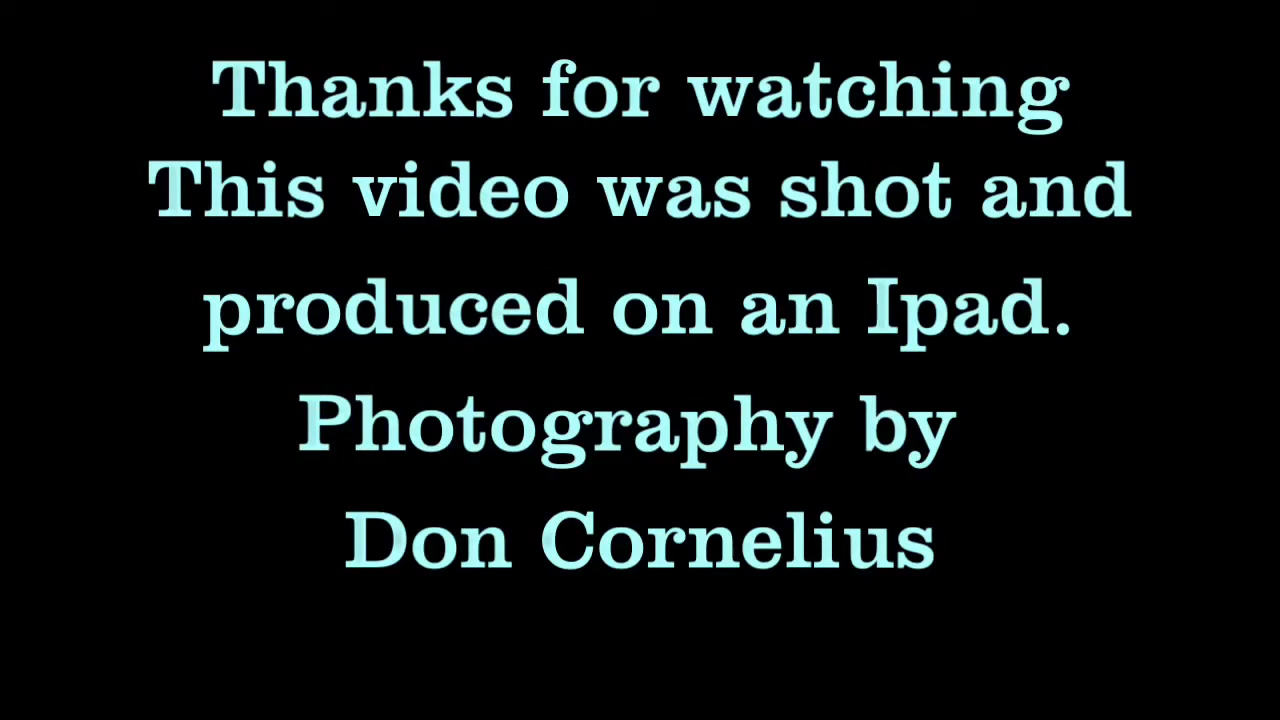 Thanks for watching
This video was shot and
produced on an Ipad.
Photography by
Don Cornelius